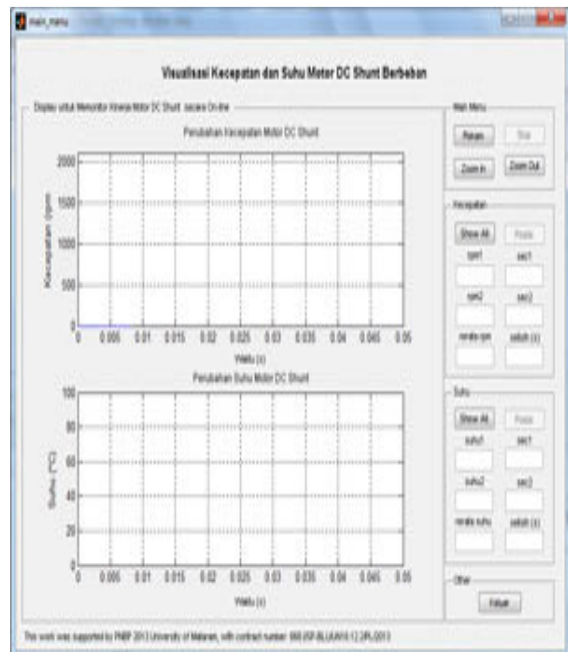 main_menu
Visualisasi Kecepatan dan Suhu Motor DC Shunt Berbeban
Display untuk Memonitor Kinerja Motor DC Shunt secara On-line
Perubahan Kecepatan Motor DC Shunt
Kecepatan (rpm
2000
1500
1000
500
0
0 0.005 0.01 0.015 0.02 0.025 0.03 0.035 0.04 0.045 0.05
Waktu (s)
Perubahan Suhu Motor DC Shunt
Suhu (°C)
100
80
60
40
20
0
0 0.005 0.01 0.015 0.02 0.025 0.03 0.035 0.04 0.045 0.05
Waktu (s)
Main Menu
Rekam Stop
Zoom In Zoom Out
Kecepatan
Show All
rpm1 sec1
rpm2 sec2
rerata rpm selisih (s)
Suhu
Show All
suhu1 sec1
suhu2 sec2
rerata suhu selisih (s)
Other
Keluar
This work was supported by PNBP 2013 University of Mataram, with contract number: